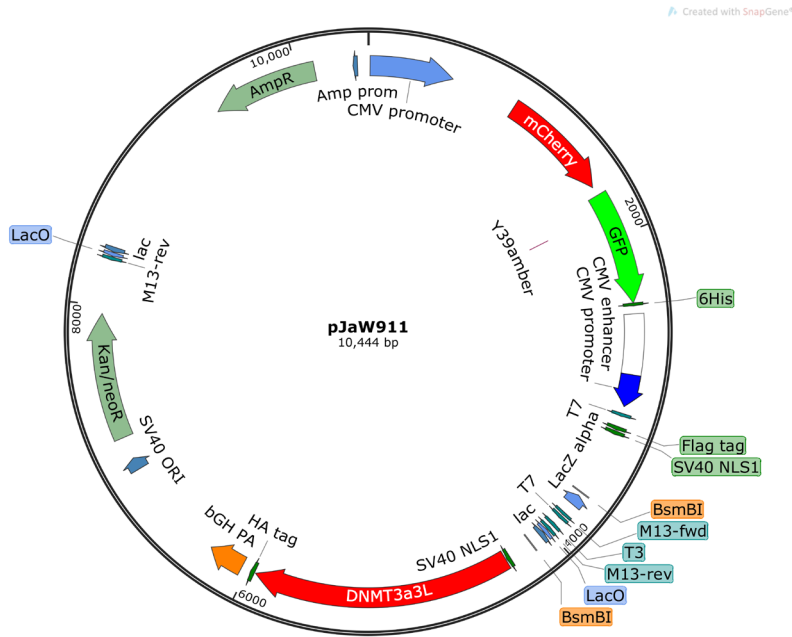 Created with SnapGene®
10,000
AmpR
Amp prom
CMV promoter
mCherry
2000
GFP
Y39amber
6His
CMV enhancer
CMV promoter
T7
Flag tag
SV40 NLS1
LacZ alpha
BsmBI
M13-fwd
T3
M13-rev
LacO
BsmBI
4000
T7
lac
SV40 NLS1
DNMT3a3L
HA tag
6000
bGH PA
SV40 ORI
Kan/neoR
8000
LacO
lac
M13-rev
pJaW911
10,444 bp